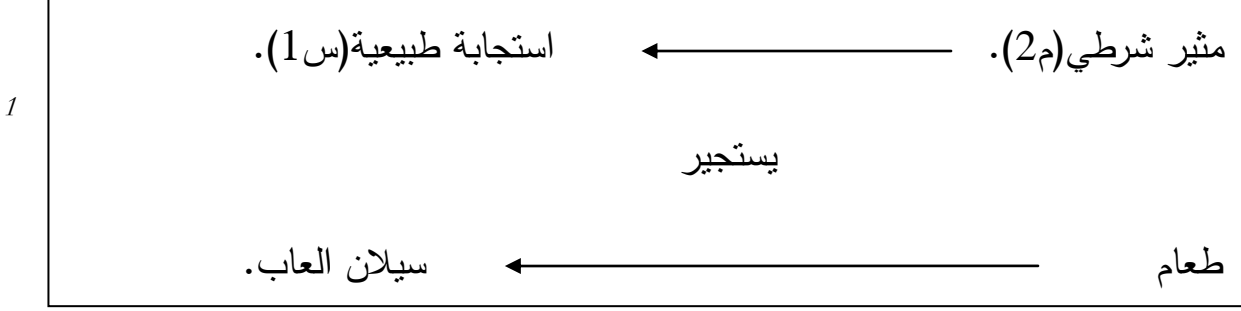 مثير شرطي(م2). استجابة طبيعية(س1).
1
يستجير
طعام سيلان العاب.